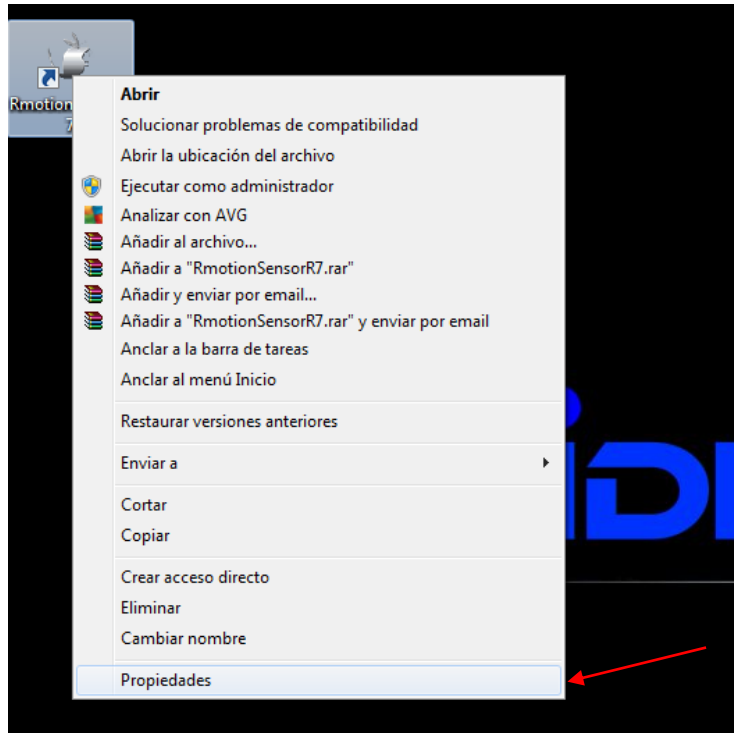 Rmotion
7
Abrir
Solucionar problemas de compatibilidad
Abrir la ubicación del archivo
Ejecutar como administrador
Analizar con AVG
Añadir al archivo...
Añadir a "RmotionSensorR7.rar"
Añadir y enviar por email...
Añadir a "RmotionSensorR7.rar" y enviar por email
Anclar a la barra de tareas
Anclar al menú Inicio
Restaurar versiones anteriores
Enviar a
Cortar
Copiar
Crear acceso directo
Eliminar
Cambiar nombre
Propiedades